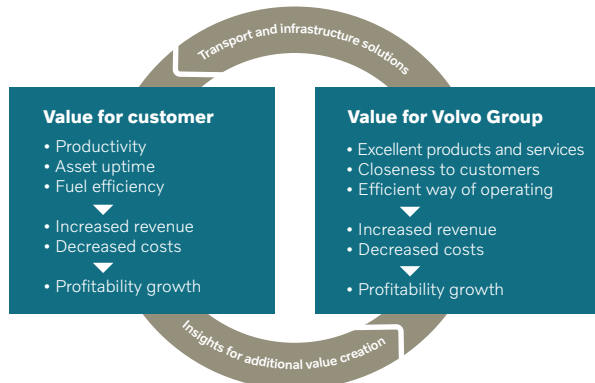 Transport and infrastructure solutions
Value for customer
• Productivity
• Asset uptime
• Fuel efficiency
• Increased revenue
• Decreased costs
• Profitability growth
Value for Volvo Group
• Excellent products and services
• Closeness to customers
• Efficient way of operating
• Increased revenue
• Decreased costs
• Profitability growth
Insights for additional value creation